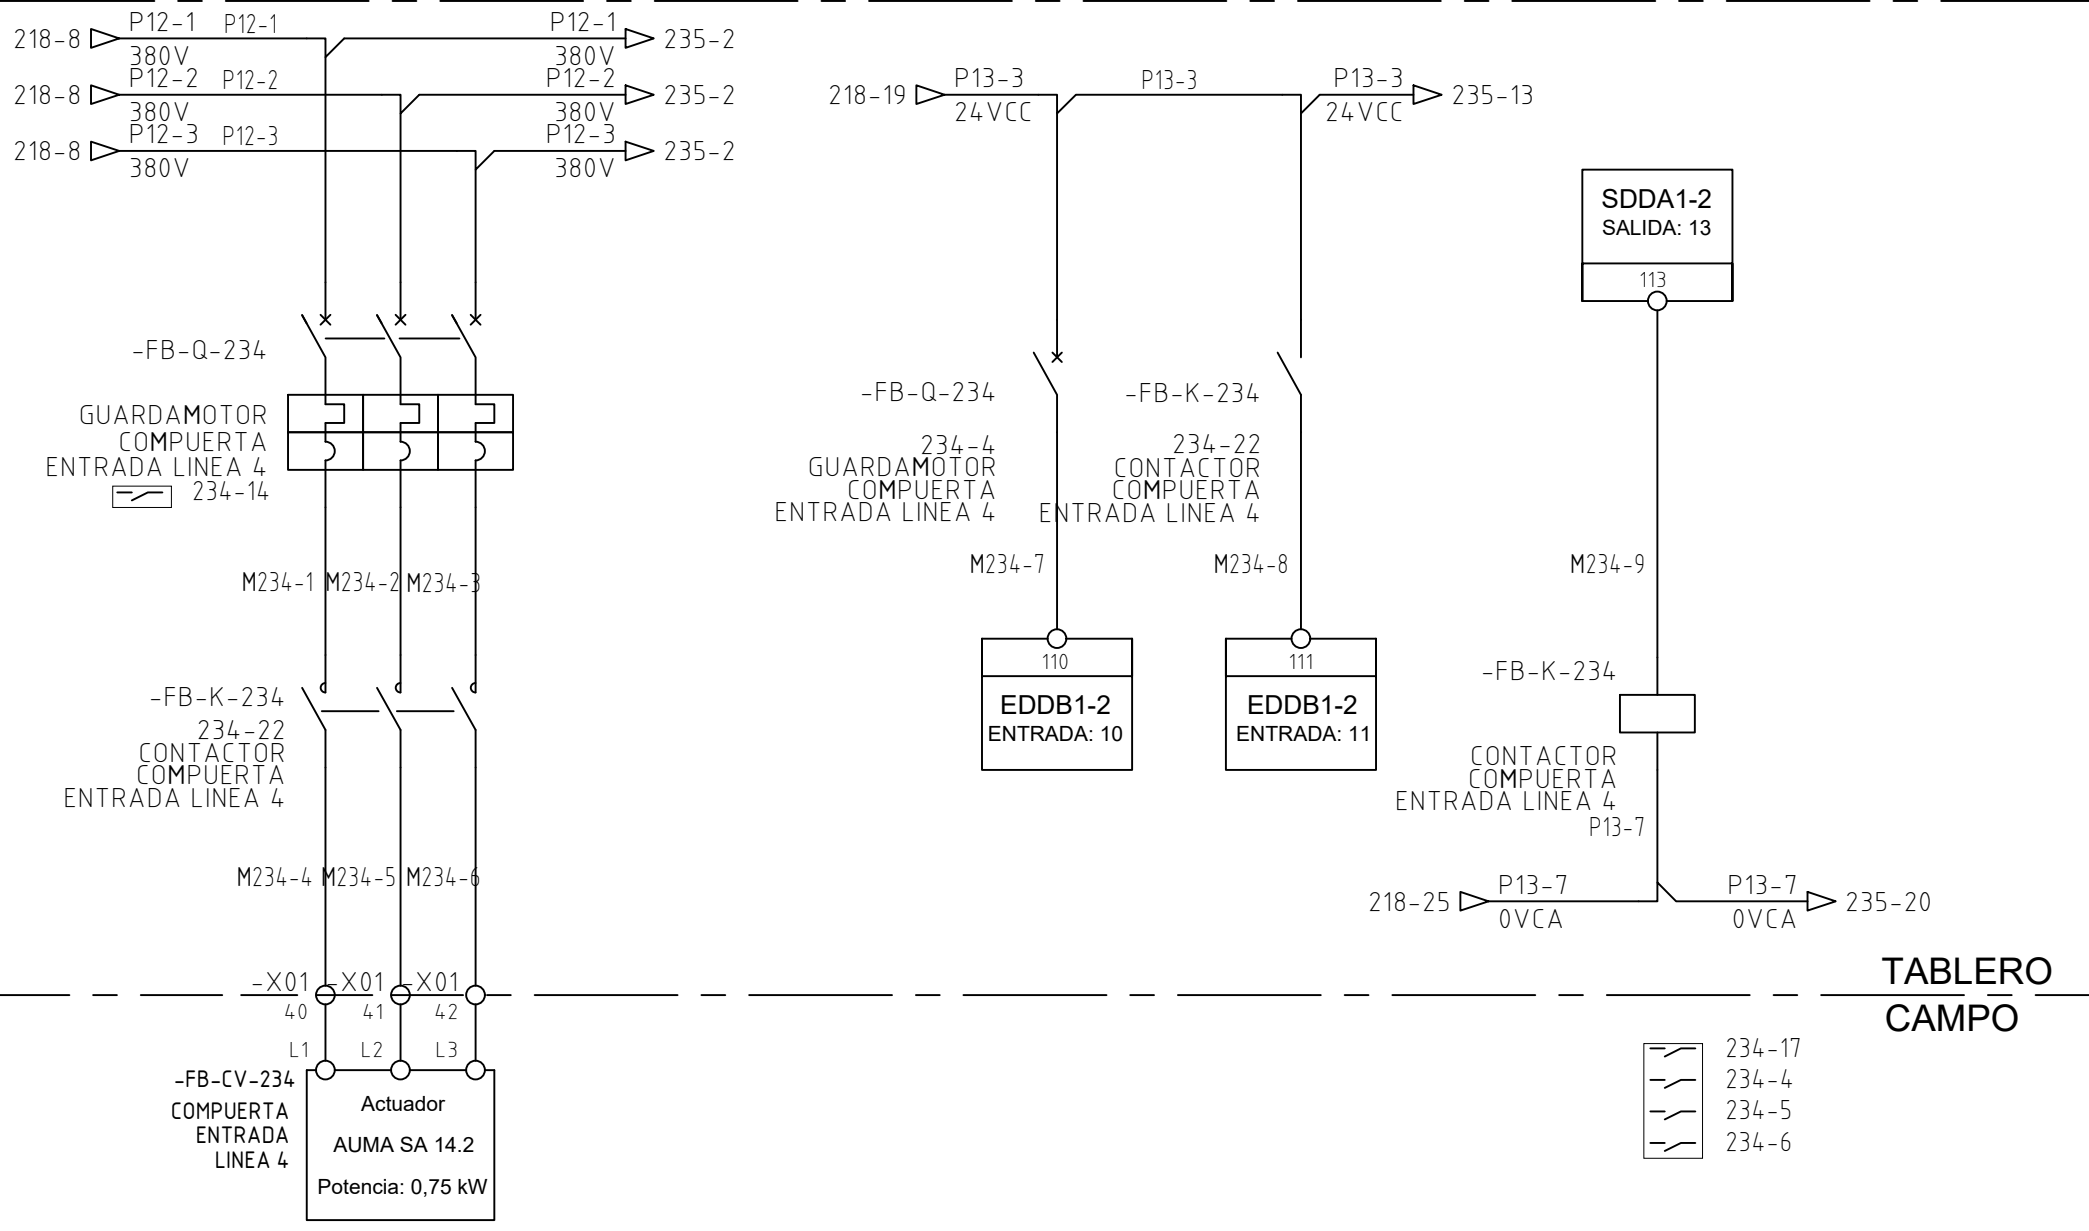 218-8 P12-1 P12-1 P12-1 235-2
380V 380V
218-8 P12-2 P12-2 P12-2 235-2
380V 380V
218-8 P12-3 P12-3 P12-3 235-2
380V 380V
-FB-Q-234
GUARDAMOTOR
COMPUERTA
ENTRADA LINEA 4
234-14
M234-1 M234-2 M234-3
-FB-K-234
234-22
CONTACTOR
COMPUERTA
ENTRADA LINEA 4
M234-4 M234-5 M234-6
-X01 -X01 -X01
40 41 42
L1 L2 L3
-FB-CV-234
COMPUERTA
ENTRADA
LINEA 4
Actuador
AUMA SA 14.2
Potencia: 0,75 kW
218-19 P13-3 P13-3 P13-3 235-13
24VCC 24VCC
-FB-Q-234
234-4
GUARDAMOTOR
COMPUERTA
ENTRADA LINEA 4
M234-7
110
EDDB1-2
ENTRADA: 10
-FB-K-234
234-22
CONTACTOR
COMPUERTA
ENTRADA LINEA 4
M234-8
111
EDDB1-2
ENTRADA: 11
SDDA1-2
SALIDA: 13
113
M234-9
-FB-K-234
CONTACTOR
COMPUERTA
ENTRADA LINEA 4
P13-7
218-25 P13-7 P13-7 235-20
0VCA 0VCA
TABLERO
CAMPO
234-17
234-4
234-5
234-6